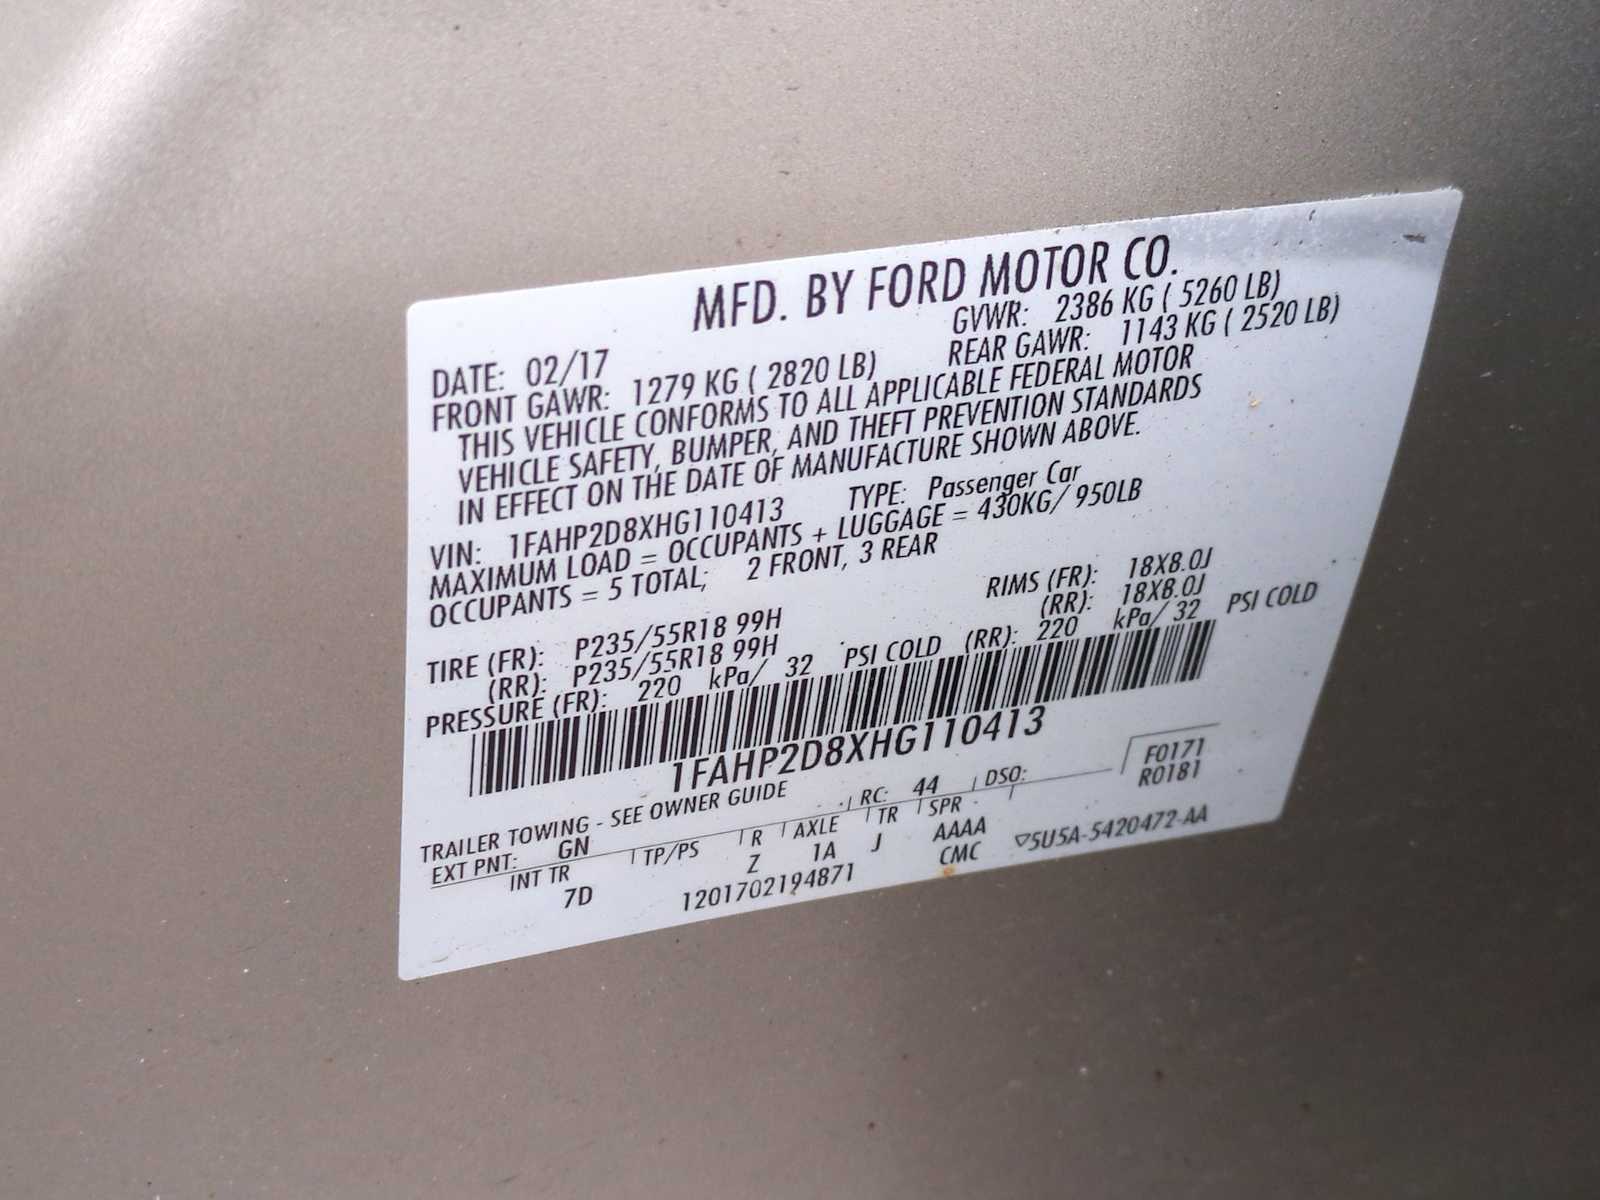 MFD. BY FORD MOTOR CO.
DATE: 02/17 GVWR: 2386 KG ( 5260 LB)
FRONT GAWR: 1279 KG ( 2820 LB) REAR GAWR: 1143 KG ( 2520 LB)
THIS VEHICLE CONFORMS TO ALL APPLICABLE FEDERAL MOTOR
VEHICLE SAFETY, BUMPER, AND THEFT PREVENTION STANDARDS
IN EFFECT ON THE DATE OF MANUFACTURE SHOWN ABOVE.
VIN: 1FAHP2D8XHG110413 TYPE: Passenger Car
MAXIMUM LOAD = OCCUPANTS + LUGGAGE = 430KG/ 950LB
OCCUPANTS = 5 TOTAL; 2 FRONT, 3 REAR
TIRE (FR): P235/55R18 99H RIMS (FR): 18X8.0J
(RR): P235/55R18 99H (RR): 18X8.0J
PRESSURE (FR): 220 kPa/ 32 PSI COLD (RR): 220 kPa/ 32 PSI COLD
1FAHP2D8XHG110413
TRAILER TOWING - SEE OWNER GUIDE
F0171
R0181
EXT PNT: GN RC: 44 DSO:
INT TR TP/PS R AXLE TR SPR
7D Z 1A J AAAA
1201702194871 CMC ▽5U5A-5420472-AA